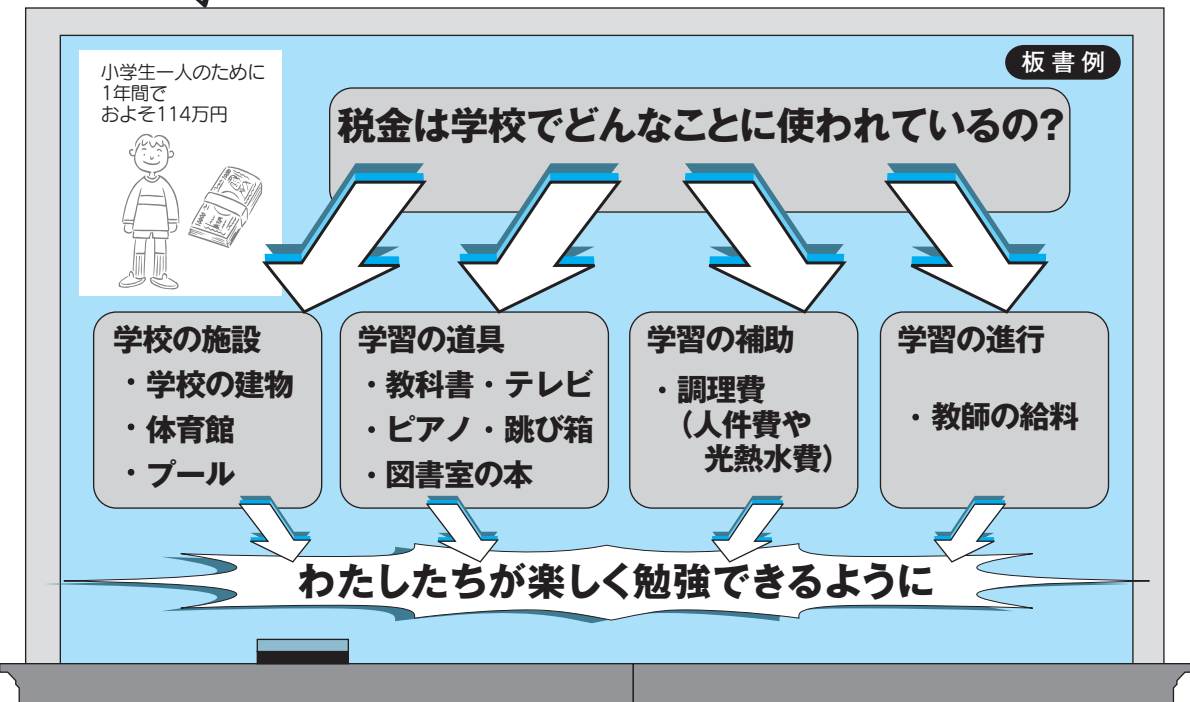 板書例
小学生一人のために
1年間で
およそ114万円
税金は学校でどんなことに使われているの？
学校の施設
・学校の建物
・体育館
・プール
学習の道具
・教科書・テレビ
・ピアノ・跳び箱
・図書室の本
学習の補助
・調理費
（人件費や
光熱水費）
学習の進行
・教師の給料
わたしたちが楽しく勉強できるように